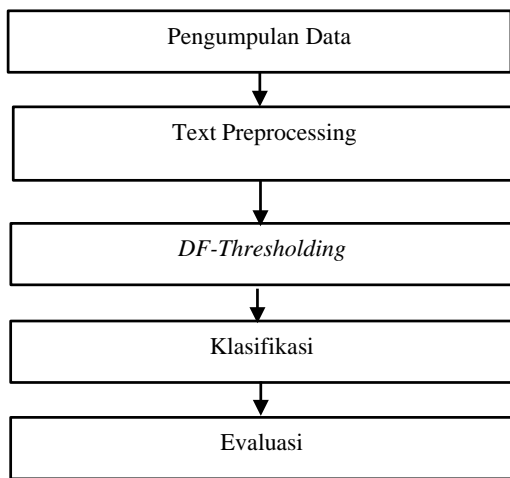 Pengumpulan Data
Text Preprocessing
DF-Thresholding
Klasifikasi
Evaluasi